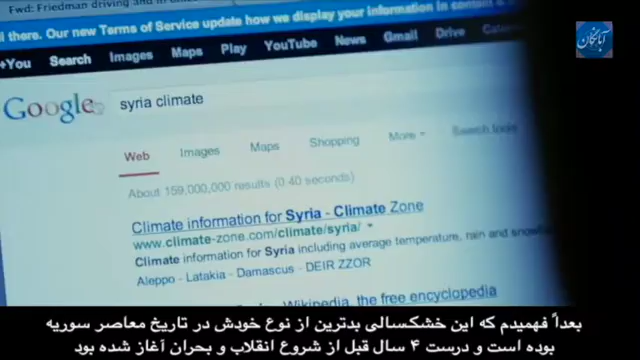 Fwd: Friedman driving and in
ll there. Our new Terms of Service update how we display your information in content a
+You Search Images Maps Play YouTube News Gmail Drive
آبانگان
Google syria climate
Web Images Maps Shopping More Search tools
About 159,000,000 results (0.40 seconds)
Climate information for Syria - Climate Zone
www.climate-zone.com/climate/syria/
Climate information for Syria including average temperature, rain and snowfall
Aleppo - Latakia - Damascus - DEIR ZZOR
Wikipedia, the free encyclopedia
بعداً فهمیدم که این خشکسالی بدترین از نوع خودش در تاریخ معاصر سوریه
بوده است و درست ۴ سال قبل از شروع انقلاب و بحران آغاز شده بود